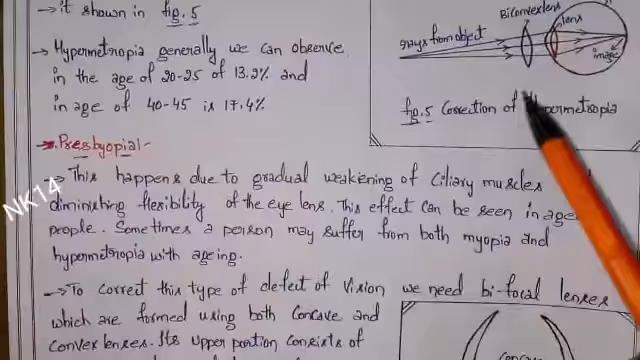 → it shown in fig. 5
→ Hypermetropia generally we can observe
in the age of 20-25 of 13.2% and
in age of 40-45 is 17.4%
Biconvexlens
lens
rays from object
image
fig. 5 Correction of Hypermetropia
→ Presbyopia:-
→ This happens due to gradual weakening of Ciliary muscles
diminishing flexibility of the eye lens. This effect can be seen in aged
people. Sometimes a person may suffer from both myopia and
hypermetropia with ageing.
→ To correct this type of defect of Vision we need bi-focal lenses
which are formed using both Concave and
Convex lenses. Its upper portion consists of
Concave
NK14